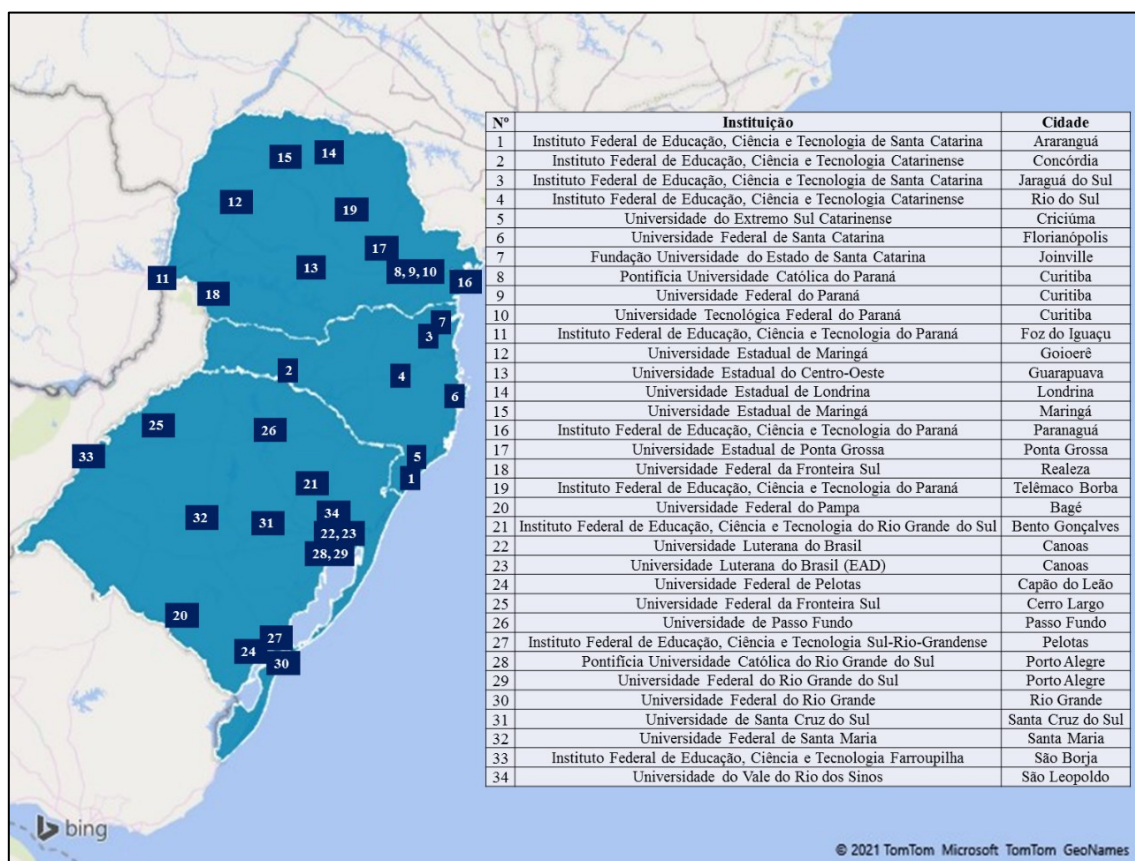 15
14
12
19
17
13
8, 9, 10
11
16
18
7
3
2
4
6
25
26
33
5
1
21
34
32
31
22, 23
28, 29
20
27
24
30
Nº Instituição Cidade
1 Instituto Federal de Educação, Ciência e Tecnologia de Santa Catarina Araranguá
2 Instituto Federal de Educação, Ciência e Tecnologia Catarinense Concórdia
3 Instituto Federal de Educação, Ciência e Tecnologia de Santa Catarina Jaraguá do Sul
4 Instituto Federal de Educação, Ciência e Tecnologia Catarinense Rio do Sul
5 Universidade do Extremo Sul Catarinense Criciúma
6 Universidade Federal de Santa Catarina Florianópolis
7 Fundação Universidade do Estado de Santa Catarina Joinville
8 Pontifícia Universidade Católica do Paraná Curitiba
9 Universidade Federal do Paraná Curitiba
10 Universidade Tecnológica Federal do Paraná Curitiba
11 Instituto Federal de Educação, Ciência e Tecnologia do Paraná Foz do Iguaçu
12 Universidade Estadual de Maringá Goioerê
13 Universidade Estadual do Centro-Oeste Guarapuava
14 Universidade Estadual de Londrina Londrina
15 Universidade Estadual de Maringá Maringá
16 Instituto Federal de Educação, Ciência e Tecnologia do Paraná Paranaguá
17 Universidade Estadual de Ponta Grossa Ponta Grossa
18 Universidade Federal da Fronteira Sul Realeza
19 Instituto Federal de Educação, Ciência e Tecnologia do Paraná Telêmaco Borba
20 Universidade Federal do Pampa Bagé
21 Instituto Federal de Educação, Ciência e Tecnologia do Rio Grande do Sul Bento Gonçalves
22 Universidade Luterana do Brasil Canoas
23 Universidade Luterana do Brasil (EAD) Canoas
24 Universidade Federal de Pelotas Capão do Leão
25 Universidade Federal da Fronteira Sul Cerro Largo
26 Universidade de Passo Fundo Passo Fundo
27 Instituto Federal de Educação, Ciência e Tecnologia Sul-Rio-Grandense Pelotas
28 Pontifícia Universidade Católica do Rio Grande do Sul Porto Alegre
29 Universidade Federal do Rio Grande do Sul Porto Alegre
30 Universidade Federal do Rio Grande Rio Grande
31 Universidade de Santa Cruz do Sul Santa Cruz do Sul
32 Universidade Federal de Santa Maria Santa Maria
33 Instituto Federal de Educação, Ciência e Tecnologia Farroupilha São Borja
34 Universidade do Vale do Rio dos Sinos São Leopoldo
bing
© 2021 TomTom Microsoft TomTom GeoNames